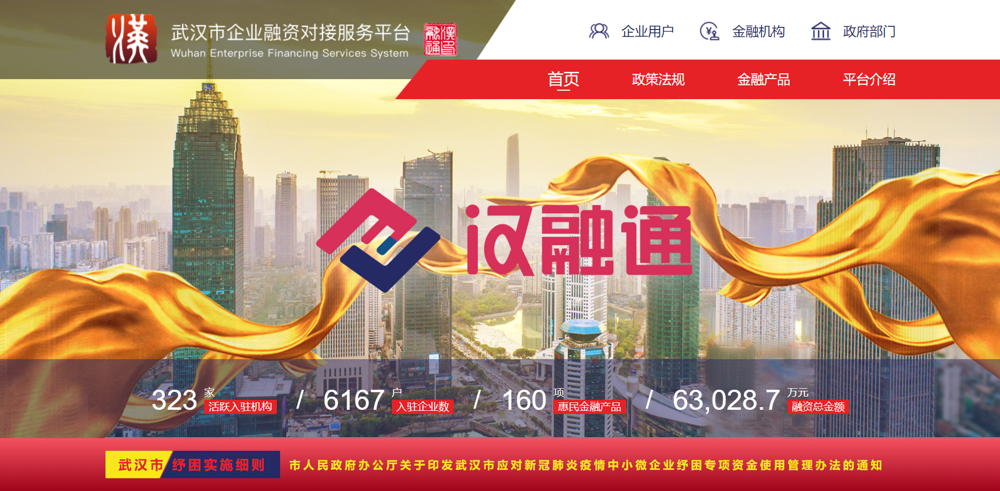 漢
武汉市企业融资对接服务平台
Wuhan Enterprise Financing Services System
漢融通
企业用户
金融机构
政府部门
首页
政策法规
金融产品
平台介绍
汉融通
323 家 活跃入驻机构
/
6167 户 入驻企业数
/
160 项 惠民金融产品
/
63,028.7 万元 融资总金额
武汉市 纾困实施细则
市人民政府办公厅关于印发武汉市应对新冠肺炎疫情中小微企业纾困专项资金使用管理办法的通知